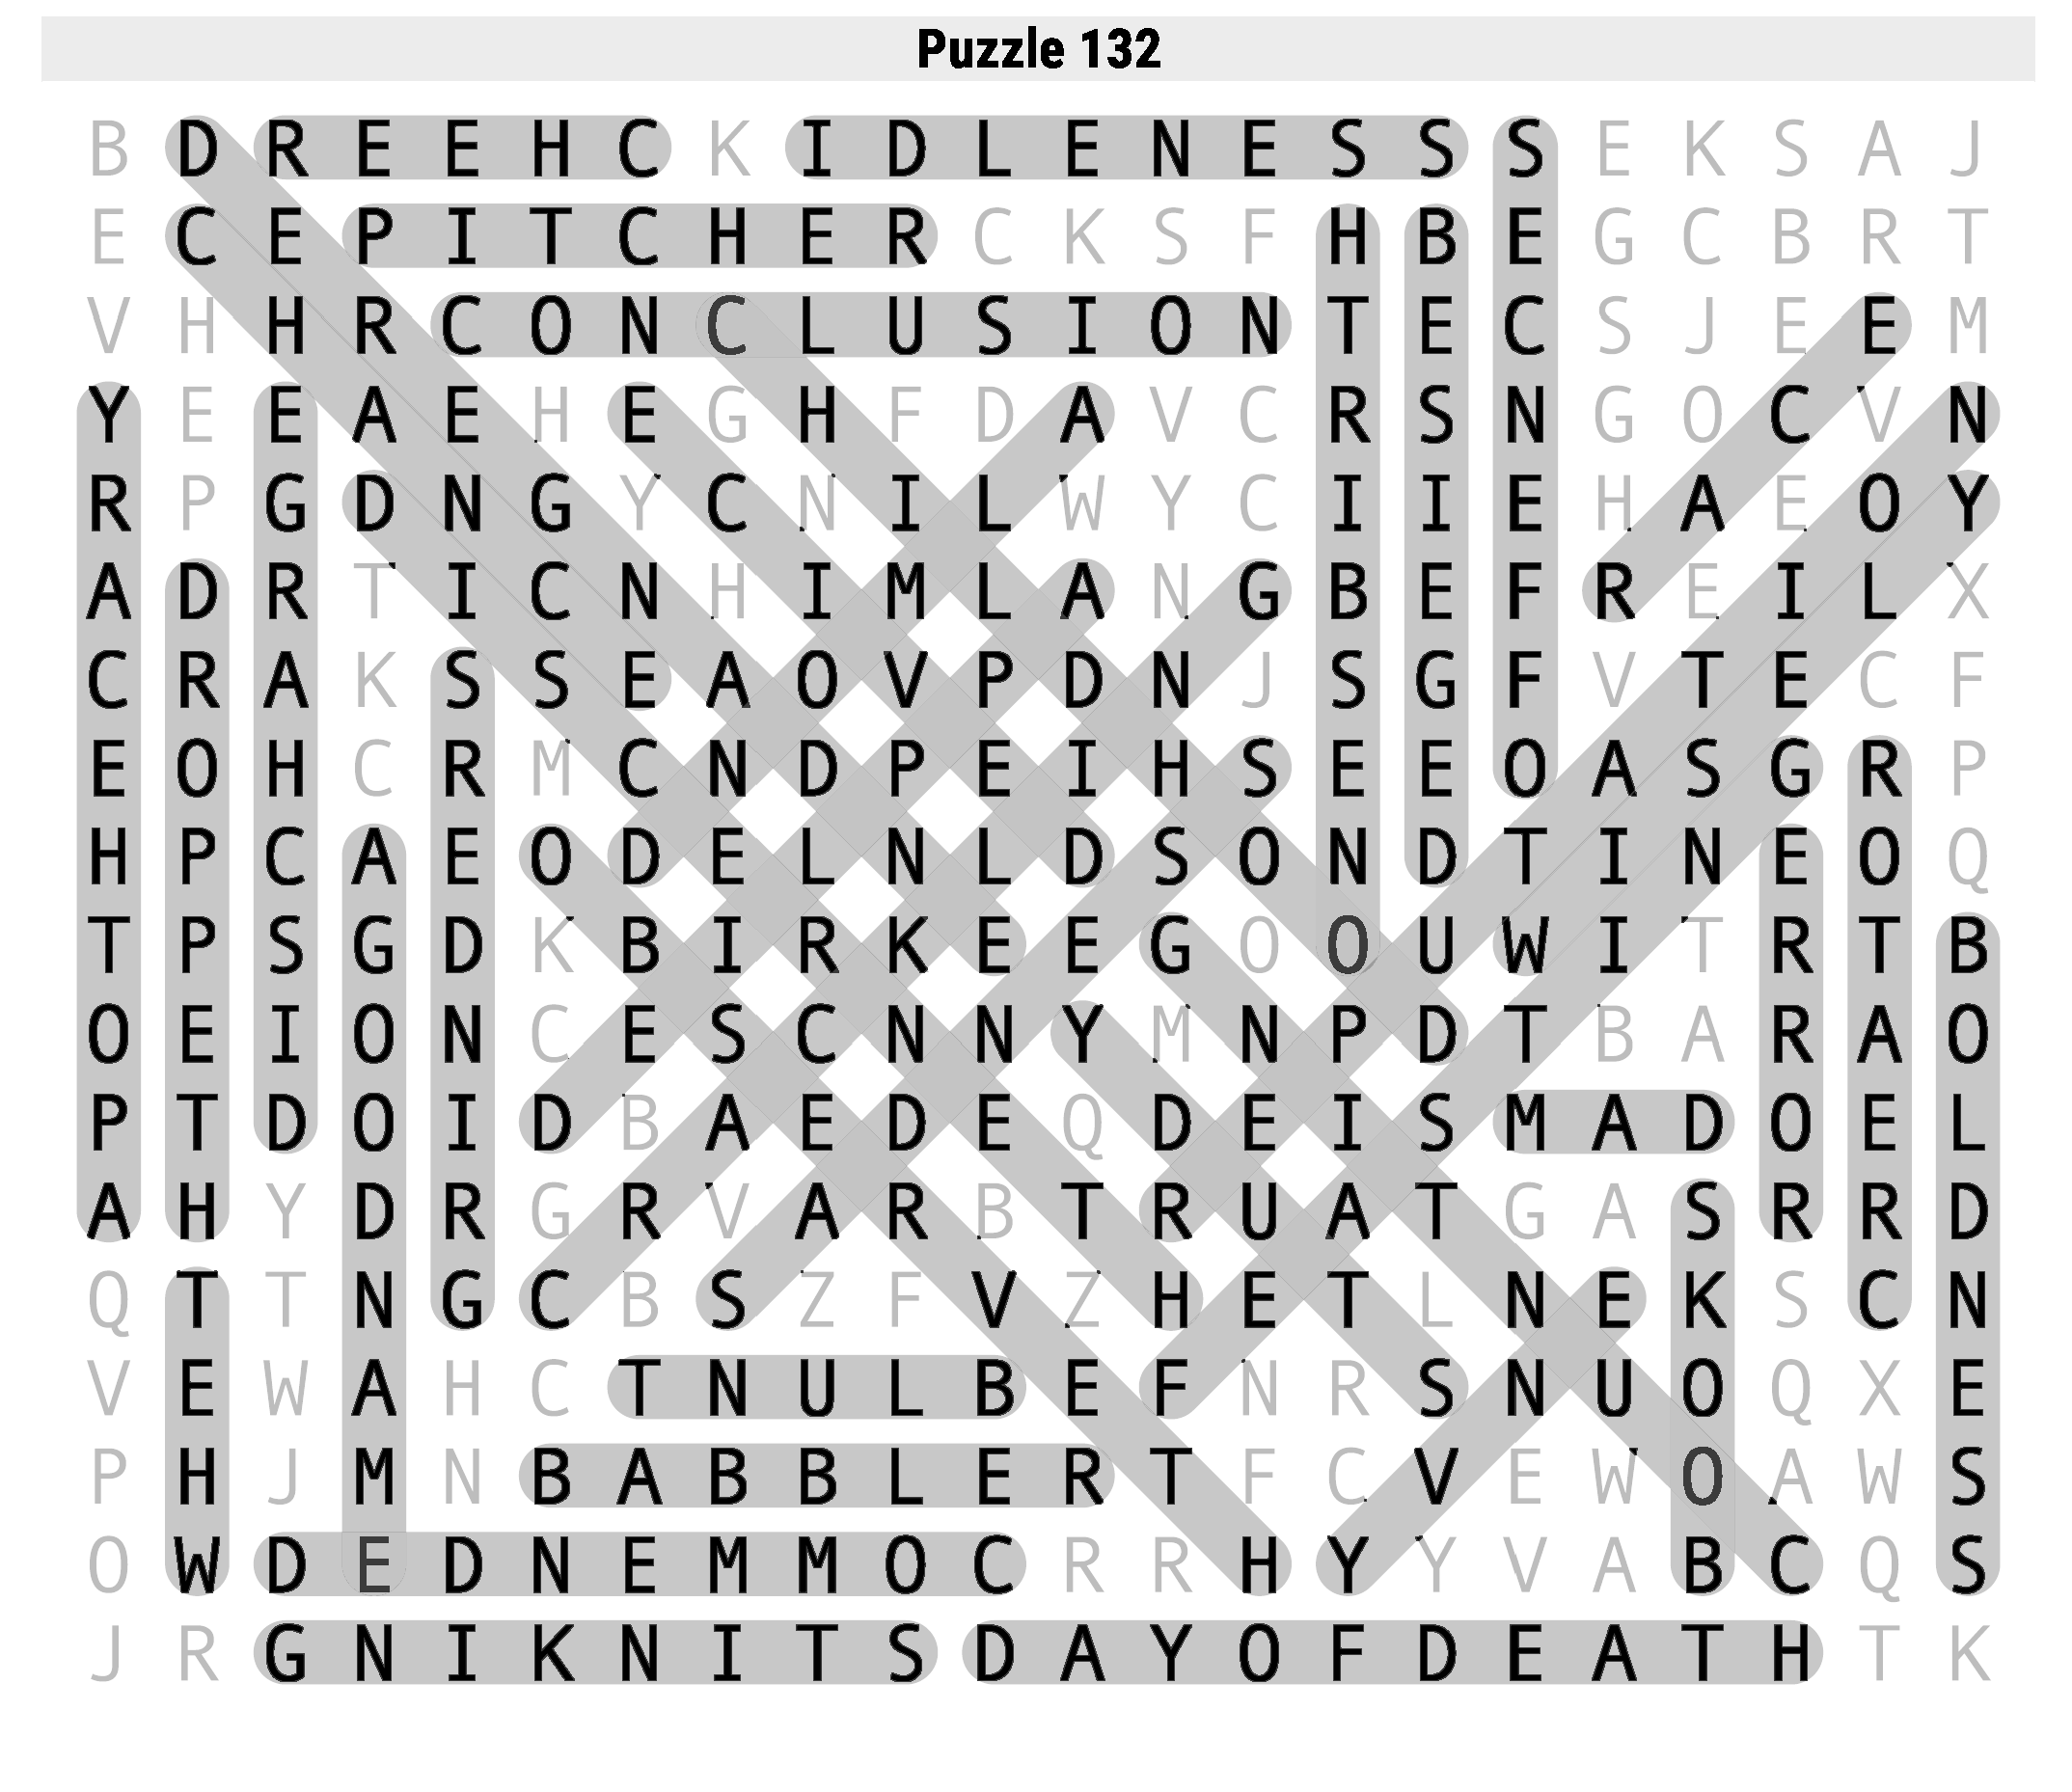 Puzzle 132
B D R E E H C K I D L E N E S S S E K S A J
E C E P I T C H E R C K S F H B E G C B R T
V H H R C O N C L U S I O N T E C S J E E M
Y E E A E H E G H F D A V C R S N G O C V N
R P G D N G Y C N I L W Y C I I E H A E O Y
A D R T I C N H I M L A N G B E F R E I L X
C R A K S S E A O V P D N J S G F V T E C F
E O H C R M C N D P E I H S E E O A S G R P
H P C A E O D E L N L D S O N D T I N E O Q
T P S G D K B I R K E E G O O U W I T R T B
O E I O N C E S C N N Y M N P D T B A R A O
P T D O I D B A E D E Q D E I S M A D O E L
A H Y D R G R V A R B T R U A T G A S R R D
Q T T N G C B S Z F V Z H E T L N E K S C N
V E W A H C T N U L B E F N R S N U O Q X E
P H J M N B A B B L E R T F C V E W O A W S
O W D E D N E M M O C R R H Y Y V A B C Q S
J R G N I K N I T S D A Y O F D E A T H T K